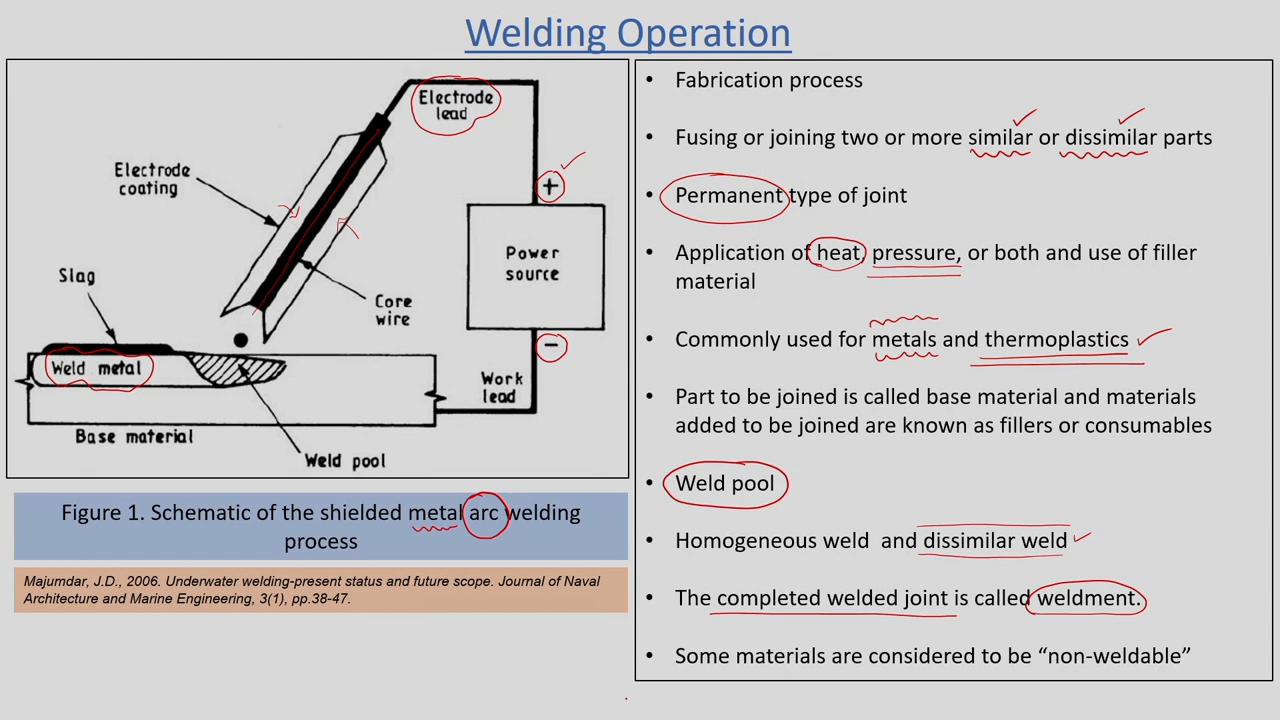 Welding Operation
Electrode
lead
Electrode
coating
+
Power
source
Slag
Core
wire
−
Weld metal
Work
lead
Base material
Weld pool
Figure 1. Schematic of the shielded metal arc welding
process
Majumdar, J.D., 2006. Underwater welding-present status and future scope. Journal of Naval
Architecture and Marine Engineering, 3(1), pp.38-47.
• Fabrication process
• Fusing or joining two or more similar or dissimilar parts
• Permanent type of joint
• Application of heat, pressure, or both and use of filler
material
• Commonly used for metals and thermoplastics
• Part to be joined is called base material and materials
added to be joined are known as fillers or consumables
• Weld pool
• Homogeneous weld and dissimilar weld
• The completed welded joint is called weldment.
• Some materials are considered to be “non-weldable”